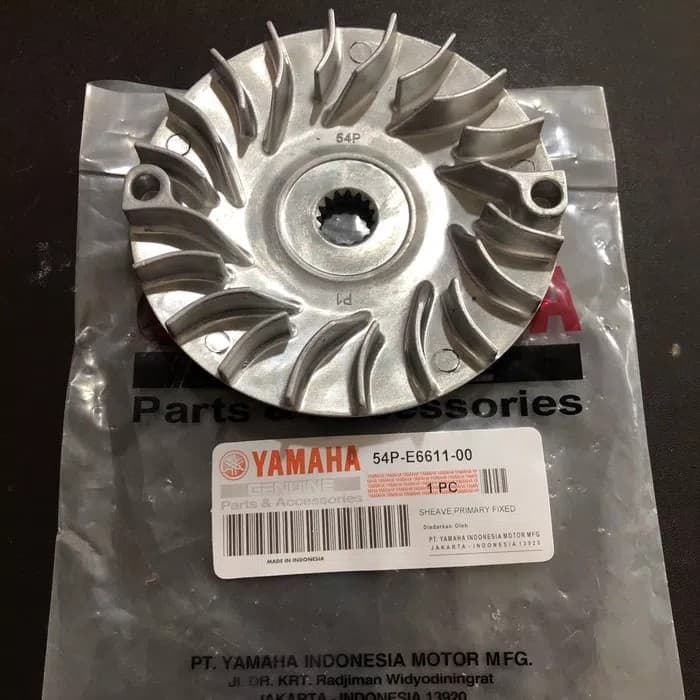 54P
P1
Parts & Accessories
YAMAHA 54P-E6611-00
GENUINE
Parts & Accessories
1 PC
SHEAVE PRIMARY FIXED
Diedarkan Oleh:
PT. YAMAHA INDONESIA MOTOR MFG
JAKARTA - INDONESIA 13920
MADE IN INDONESIA
PT. YAMAHA INDONESIA MOTOR MFG.
Jl. DR. KRT. Radjiman Widyodiningrat
JAKARTA - INDONESIA 13920